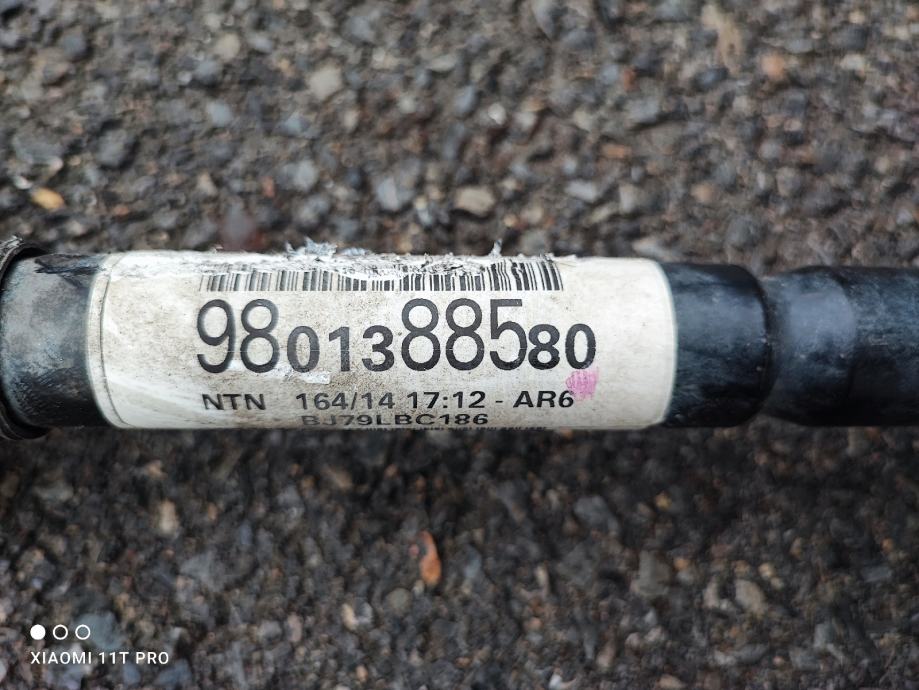 9801388580
NTN 164/14 17:12 - AR6
BJ79LBC186
XIAOMI 11T PRO